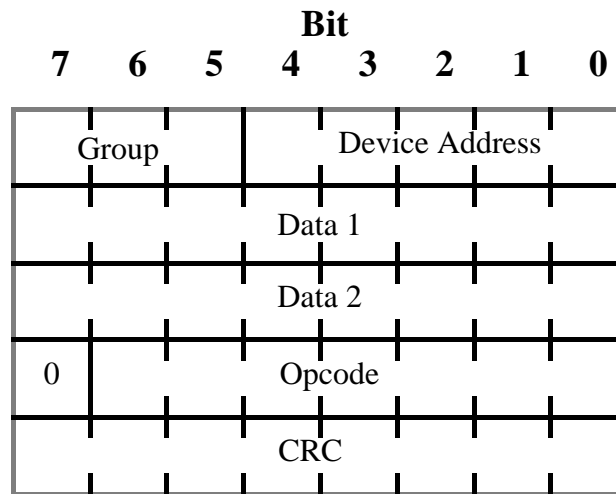 Bit
7 6 5 4 3 2 1 0
Group Device Address
Data 1
Data 2
0 Opcode
CRC